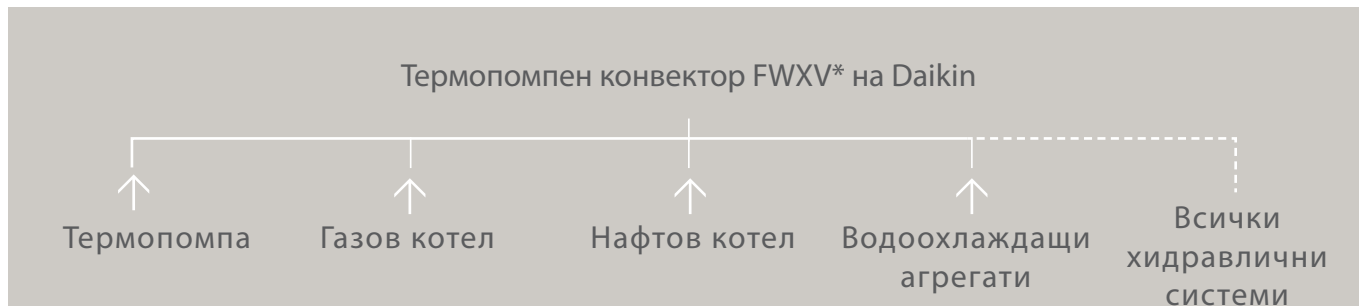 Термопомпен конвектор FWXV* на Daikin
Термопомпа
Газов котел
Нафтов котел
Водоохлаждащи
агрегати
Всички
хидравлични
системи